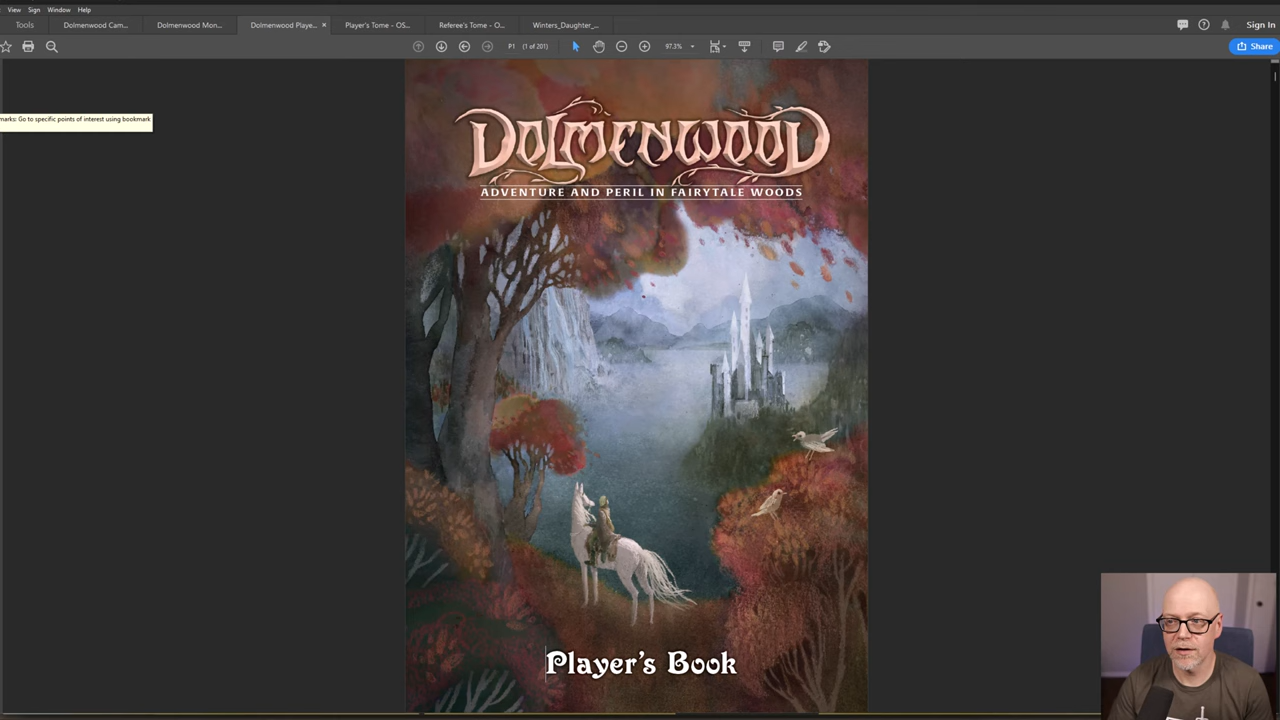 View Sign Window Help
Tools Dolmenwood Cam... Dolmenwood Mon... Dolmenwood Playe... × Player's Tome - OS... Referee's Tome - O... Winters_Daughter_... Sign In
P1 (1 of 201) 97.3% Share
marks: Go to specific points of interest using bookmark
DOLMENWOOD
ADVENTURE AND PERIL IN FAIRYTALE WOODS
Player's Book